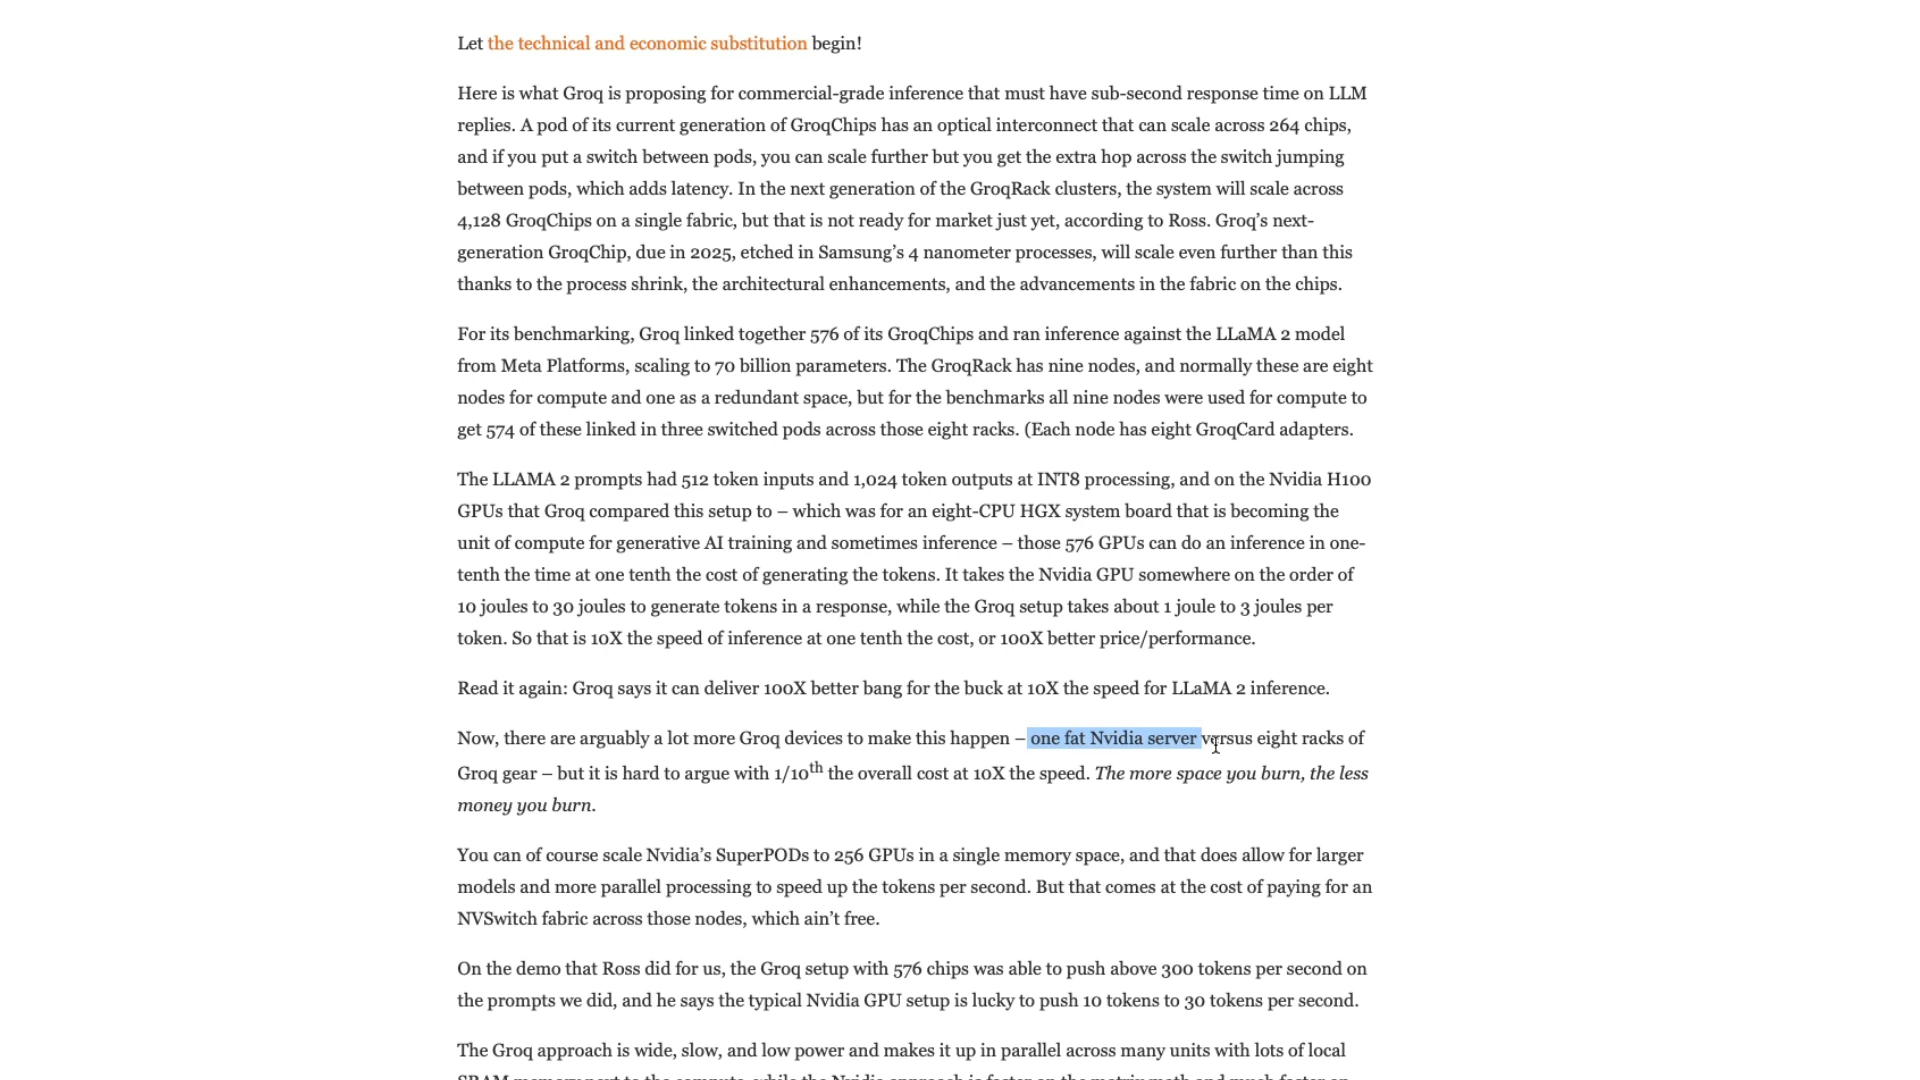 Let the technical and economic substitution begin!
Here is what Groq is proposing for commercial-grade inference that must have sub-second response time on LLM
replies. A pod of its current generation of GroqChips has an optical interconnect that can scale across 264 chips,
and if you put a switch between pods, you can scale further but you get the extra hop across the switch jumping
between pods, which adds latency. In the next generation of the GroqRack clusters, the system will scale across
4,128 GroqChips on a single fabric, but that is not ready for market just yet, according to Ross. Groq’s next-
generation GroqChip, due in 2025, etched in Samsung’s 4 nanometer processes, will scale even further than this
thanks to the process shrink, the architectural enhancements, and the advancements in the fabric on the chips.
For its benchmarking, Groq linked together 576 of its GroqChips and ran inference against the LLaMA 2 model
from Meta Platforms, scaling to 70 billion parameters. The GroqRack has nine nodes, and normally these are eight
nodes for compute and one as a redundant space, but for the benchmarks all nine nodes were used for compute to
get 574 of these linked in three switched pods across those eight racks. (Each node has eight GroqCard adapters.
The LLAMA 2 prompts had 512 token inputs and 1,024 token outputs at INT8 processing, and on the Nvidia H100
GPUs that Groq compared this setup to – which was for an eight-CPU HGX system board that is becoming the
unit of compute for generative AI training and sometimes inference – those 576 GPUs can do an inference in one-
tenth the time at one tenth the cost of generating the tokens. It takes the Nvidia GPU somewhere on the order of
10 joules to 30 joules to generate tokens in a response, while the Groq setup takes about 1 joule to 3 joules per
token. So that is 10X the speed of inference at one tenth the cost, or 100X better price/performance.
Read it again: Groq says it can deliver 100X better bang for the buck at 10X the speed for LLaMA 2 inference.
Now, there are arguably a lot more Groq devices to make this happen – one fat Nvidia server versus eight racks of
Groq gear – but it is hard to argue with 1/10th the overall cost at 10X the speed. The more space you burn, the less
money you burn.
You can of course scale Nvidia’s SuperPODs to 256 GPUs in a single memory space, and that does allow for larger
models and more parallel processing to speed up the tokens per second. But that comes at the cost of paying for an
NVSwitch fabric across those nodes, which ain’t free.
On the demo that Ross did for us, the Groq setup with 576 chips was able to push above 300 tokens per second on
the prompts we did, and he says the typical Nvidia GPU setup is lucky to push 10 tokens to 30 tokens per second.
The Groq approach is wide, slow, and low power and makes it up in parallel across many units with lots of local